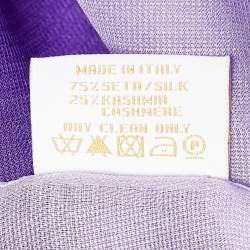 MADE IN ITALY
75% SETA/SILK
25% KASHMIR
CASHMERE
DRY CLEAN ONLY
P